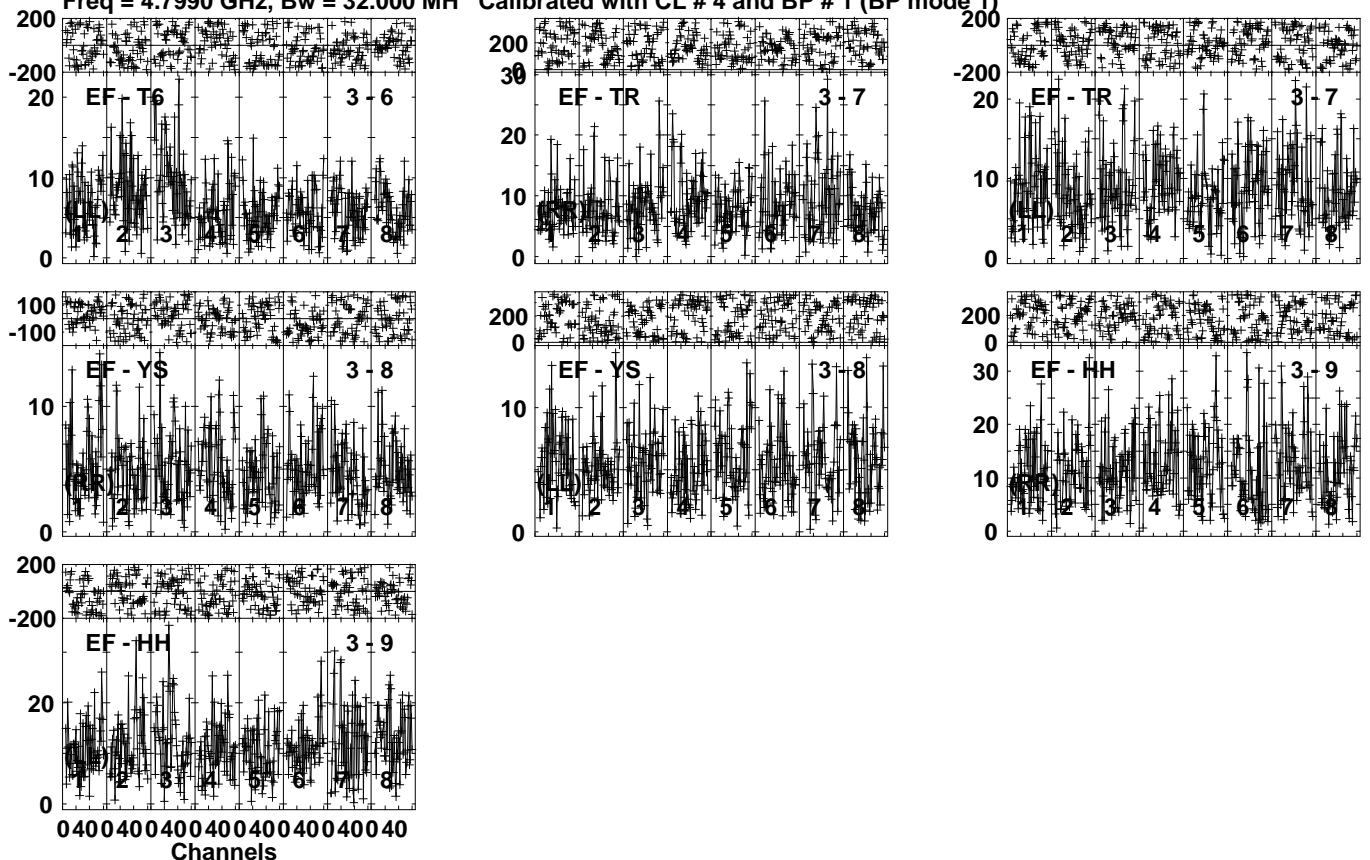 Freq = 4.7990 GHz, Bw = 32.000 MH Calibrated with CL # 4 and BP # 1 (BP mode 1)
200
-200
EF - T6 3 - 6
20
10
0
(LL)
1 2 3 4 5 6 7 8
200
0
EF - TR 3 - 7
30
20
10
0
(RR)
1 2 3 4 5 6 7 8
200
-200
EF - TR 3 - 7
20
10
0
(LL)
1 2 3 4 5 6 7 8
100
-100
EF - YS 3 - 8
10
0
(RR)
1 2 3 4 5 6 7 8
200
0
EF - YS 3 - 8
10
0
(LL)
1 2 3 4 5 6 7 8
200
0
EF - HH 3 - 9
30
20
10
0
(RR)
1 2 3 4 5 6 7 8
200
-200
EF - HH 3 - 9
20
0
(LL)
1 2 3 4 5 6 7 8
0 40 0 40 0 40 0 40 0 40 0 40 0 40 0 40
Channels